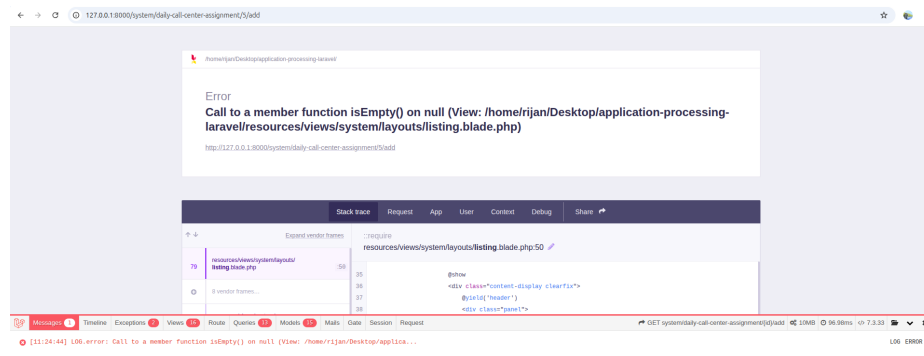 127.0.0.1:8000/system/daily-call-center-assignment/5/add
/home/rijan/Desktop/application-processing-laravel/
Error
Call to a member function isEmpty() on null (View: /home/rijan/Desktop/application-processing-
laravel/resources/views/system/layouts/listing.blade.php)
http://127.0.0.1:8000/system/daily-call-center-assignment/5/add
Stack trace Request App User Context Debug Share
Expand vendor frames
::require
resources/views/system/layouts/listing.blade.php:50
79 resources/views/system/layouts/
listing.blade.php :50
8 vendor frames…
35 @show
36 <div class="content-display clearfix">
37 @yield('header')
38 <div class="panel">
Messages 1 Timeline Exceptions 2 Views Route Queries Models Mails Gate Session Request GET system/daily-call-center-assignment/{id}/add 10MB 96.98ms 7.3.33
[11:24:44] LOG.error: Call to a member function isEmpty() on null (View: /home/rijan/Desktop/applica... LOG ERROR